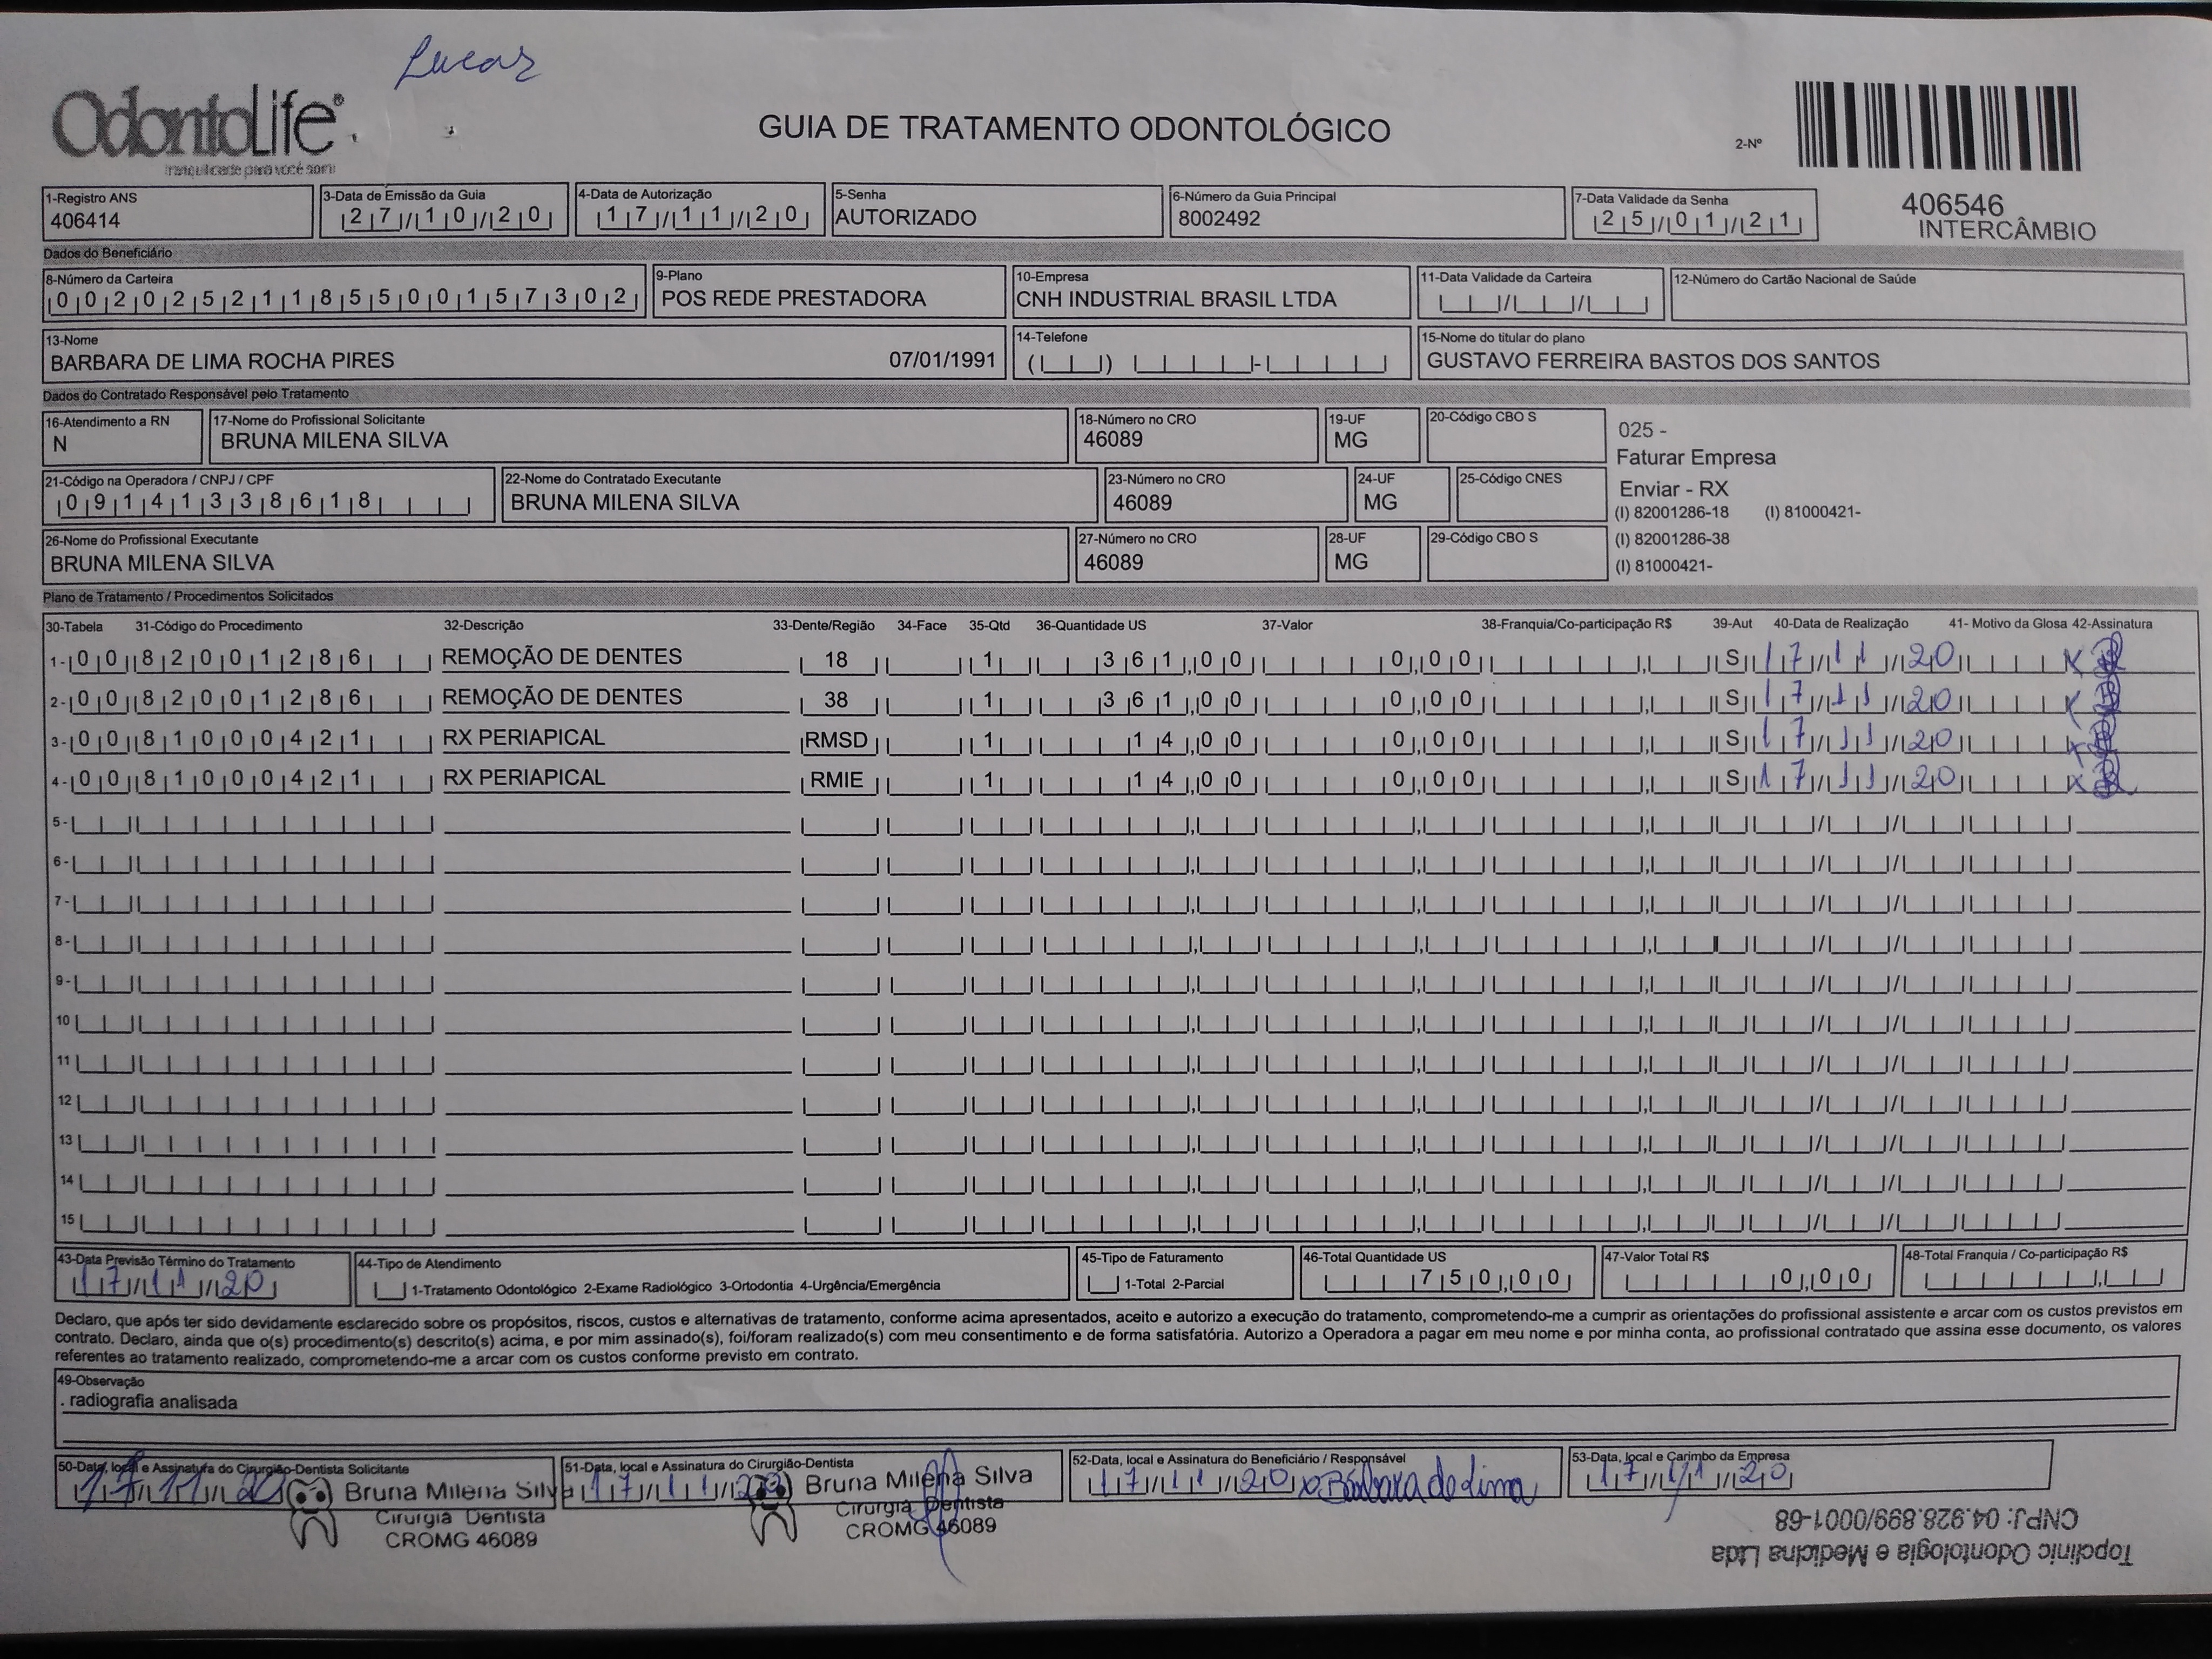 Lucas
OdontoLife®
tranquilidade para você sorrir
GUIA DE TRATAMENTO ODONTOLÓGICO
2-Nº
406546
INTERCÂMBIO
1-Registro ANS
406414
3-Data de Emissão da Guia
27/10/20
4-Data de Autorização
17/11/20
5-Senha
AUTORIZADO
6-Número da Guia Principal
8002492
7-Data Validade da Senha
25/01/21
Dados do Beneficiário
8-Número da Carteira
00202521185500157302
9-Plano
POS REDE PRESTADORA
10-Empresa
CNH INDUSTRIAL BRASIL LTDA
11-Data Validade da Carteira
12-Número do Cartão Nacional de Saúde
13-Nome
BARBARA DE LIMA ROCHA PIRES 07/01/1991
14-Telefone
15-Nome do titular do plano
GUSTAVO FERREIRA BASTOS DOS SANTOS
Dados do Contratado Responsável pelo Tratamento
16-Atendimento a RN
N
17-Nome do Profissional Solicitante
BRUNA MILENA SILVA
18-Número no CRO
46089
19-UF
MG
20-Código CBO S
21-Código na Operadora / CNPJ / CPF
09141338618
22-Nome do Contratado Executante
BRUNA MILENA SILVA
23-Número no CRO
46089
24-UF
MG
25-Código CNES
26-Nome do Profissional Executante
BRUNA MILENA SILVA
27-Número no CRO
46089
28-UF
MG
29-Código CBO S
025 -
Faturar Empresa
Enviar - RX
(I) 82001286-18 (I) 81000421-
(I) 82001286-38
(I) 81000421-
Plano de Tratamento / Procedimentos Solicitados
30-Tabela 31-Código do Procedimento 32-Descrição 33-Dente/Região 34-Face 35-Qtd 36-Quantidade US 37-Valor 38-Franquia/Co-participação R$ 39-Aut 40-Data de Realização 41- Motivo da Glosa 42-Assinatura
1- 00 82001286 REMOÇÃO DE DENTES 18 1 361,00 0,00 S 17/11/20 x
2- 00 82001286 REMOÇÃO DE DENTES 38 1 361,00 0,00 S 17/11/20 x
3- 00 81000421 RX PERIAPICAL RMSD 1 14,00 0,00 S 17/11/20 x
4- 00 81000421 RX PERIAPICAL RMIE 1 14,00 0,00 S 17/11/20 x
5-
6-
7-
8-
9-
10
11
12
13
14
15
43-Data Previsão Término do Tratamento
17/11/20
44-Tipo de Atendimento
1-Tratamento Odontológico 2-Exame Radiológico 3-Ortodontia 4-Urgência/Emergência
45-Tipo de Faturamento
1-Total 2-Parcial
46-Total Quantidade US
750,00
47-Valor Total R$
0,00
48-Total Franquia / Co-participação R$
Declaro, que após ter sido devidamente esclarecido sobre os propósitos, riscos, custos e alternativas de tratamento, conforme acima apresentados, aceito e autorizo a execução do tratamento, comprometendo-me a cumprir as orientações do profissional assistente e arcar com os custos previstos em
contrato. Declaro, ainda que o(s) procedimento(s) descrito(s) acima, e por mim assinado(s), foi/foram realizado(s) com meu consentimento e de forma satisfatória. Autorizo a Operadora a pagar em meu nome e por minha conta, ao profissional contratado que assina esse documento, os valores
referentes ao tratamento realizado, comprometendo-me a arcar com os custos conforme previsto em contrato.
49-Observação
. radiografia analisada
50-Data, local e Assinatura do Cirurgião-Dentista Solicitante
17/11/20
Bruna Milena Silva
Cirurgiã Dentista
CROMG 46089
51-Data, local e Assinatura do Cirurgião-Dentista
17/11/20
Bruna Milena Silva
Cirurgiã Dentista
CROMG 46089
52-Data, local e Assinatura do Beneficiário / Responsável
17/11/20 x Bárbara de Lima
53-Data, local e Carimbo da Empresa
17/11/20
Topclinic Odontologia e Medicina Ltda
CNPJ: 04.928.899/0001-68